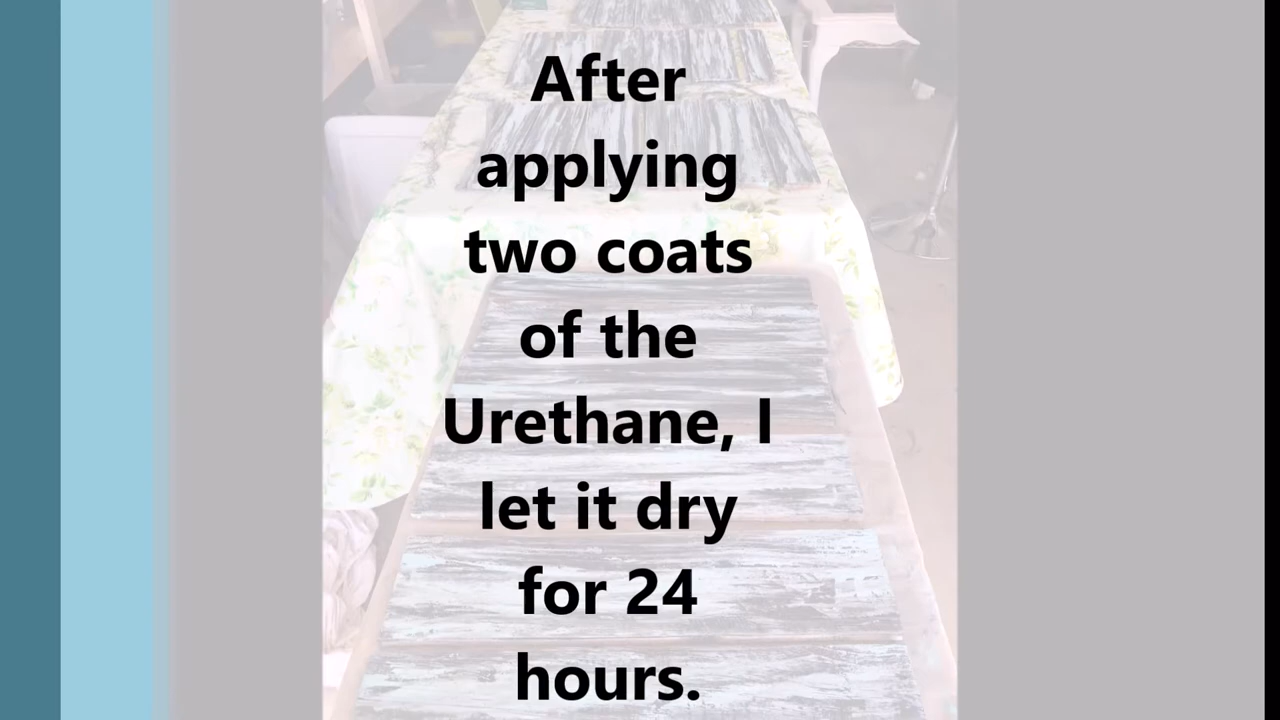 After
applying
two coats
of the
Urethane, I
let it dry
for 24
hours.